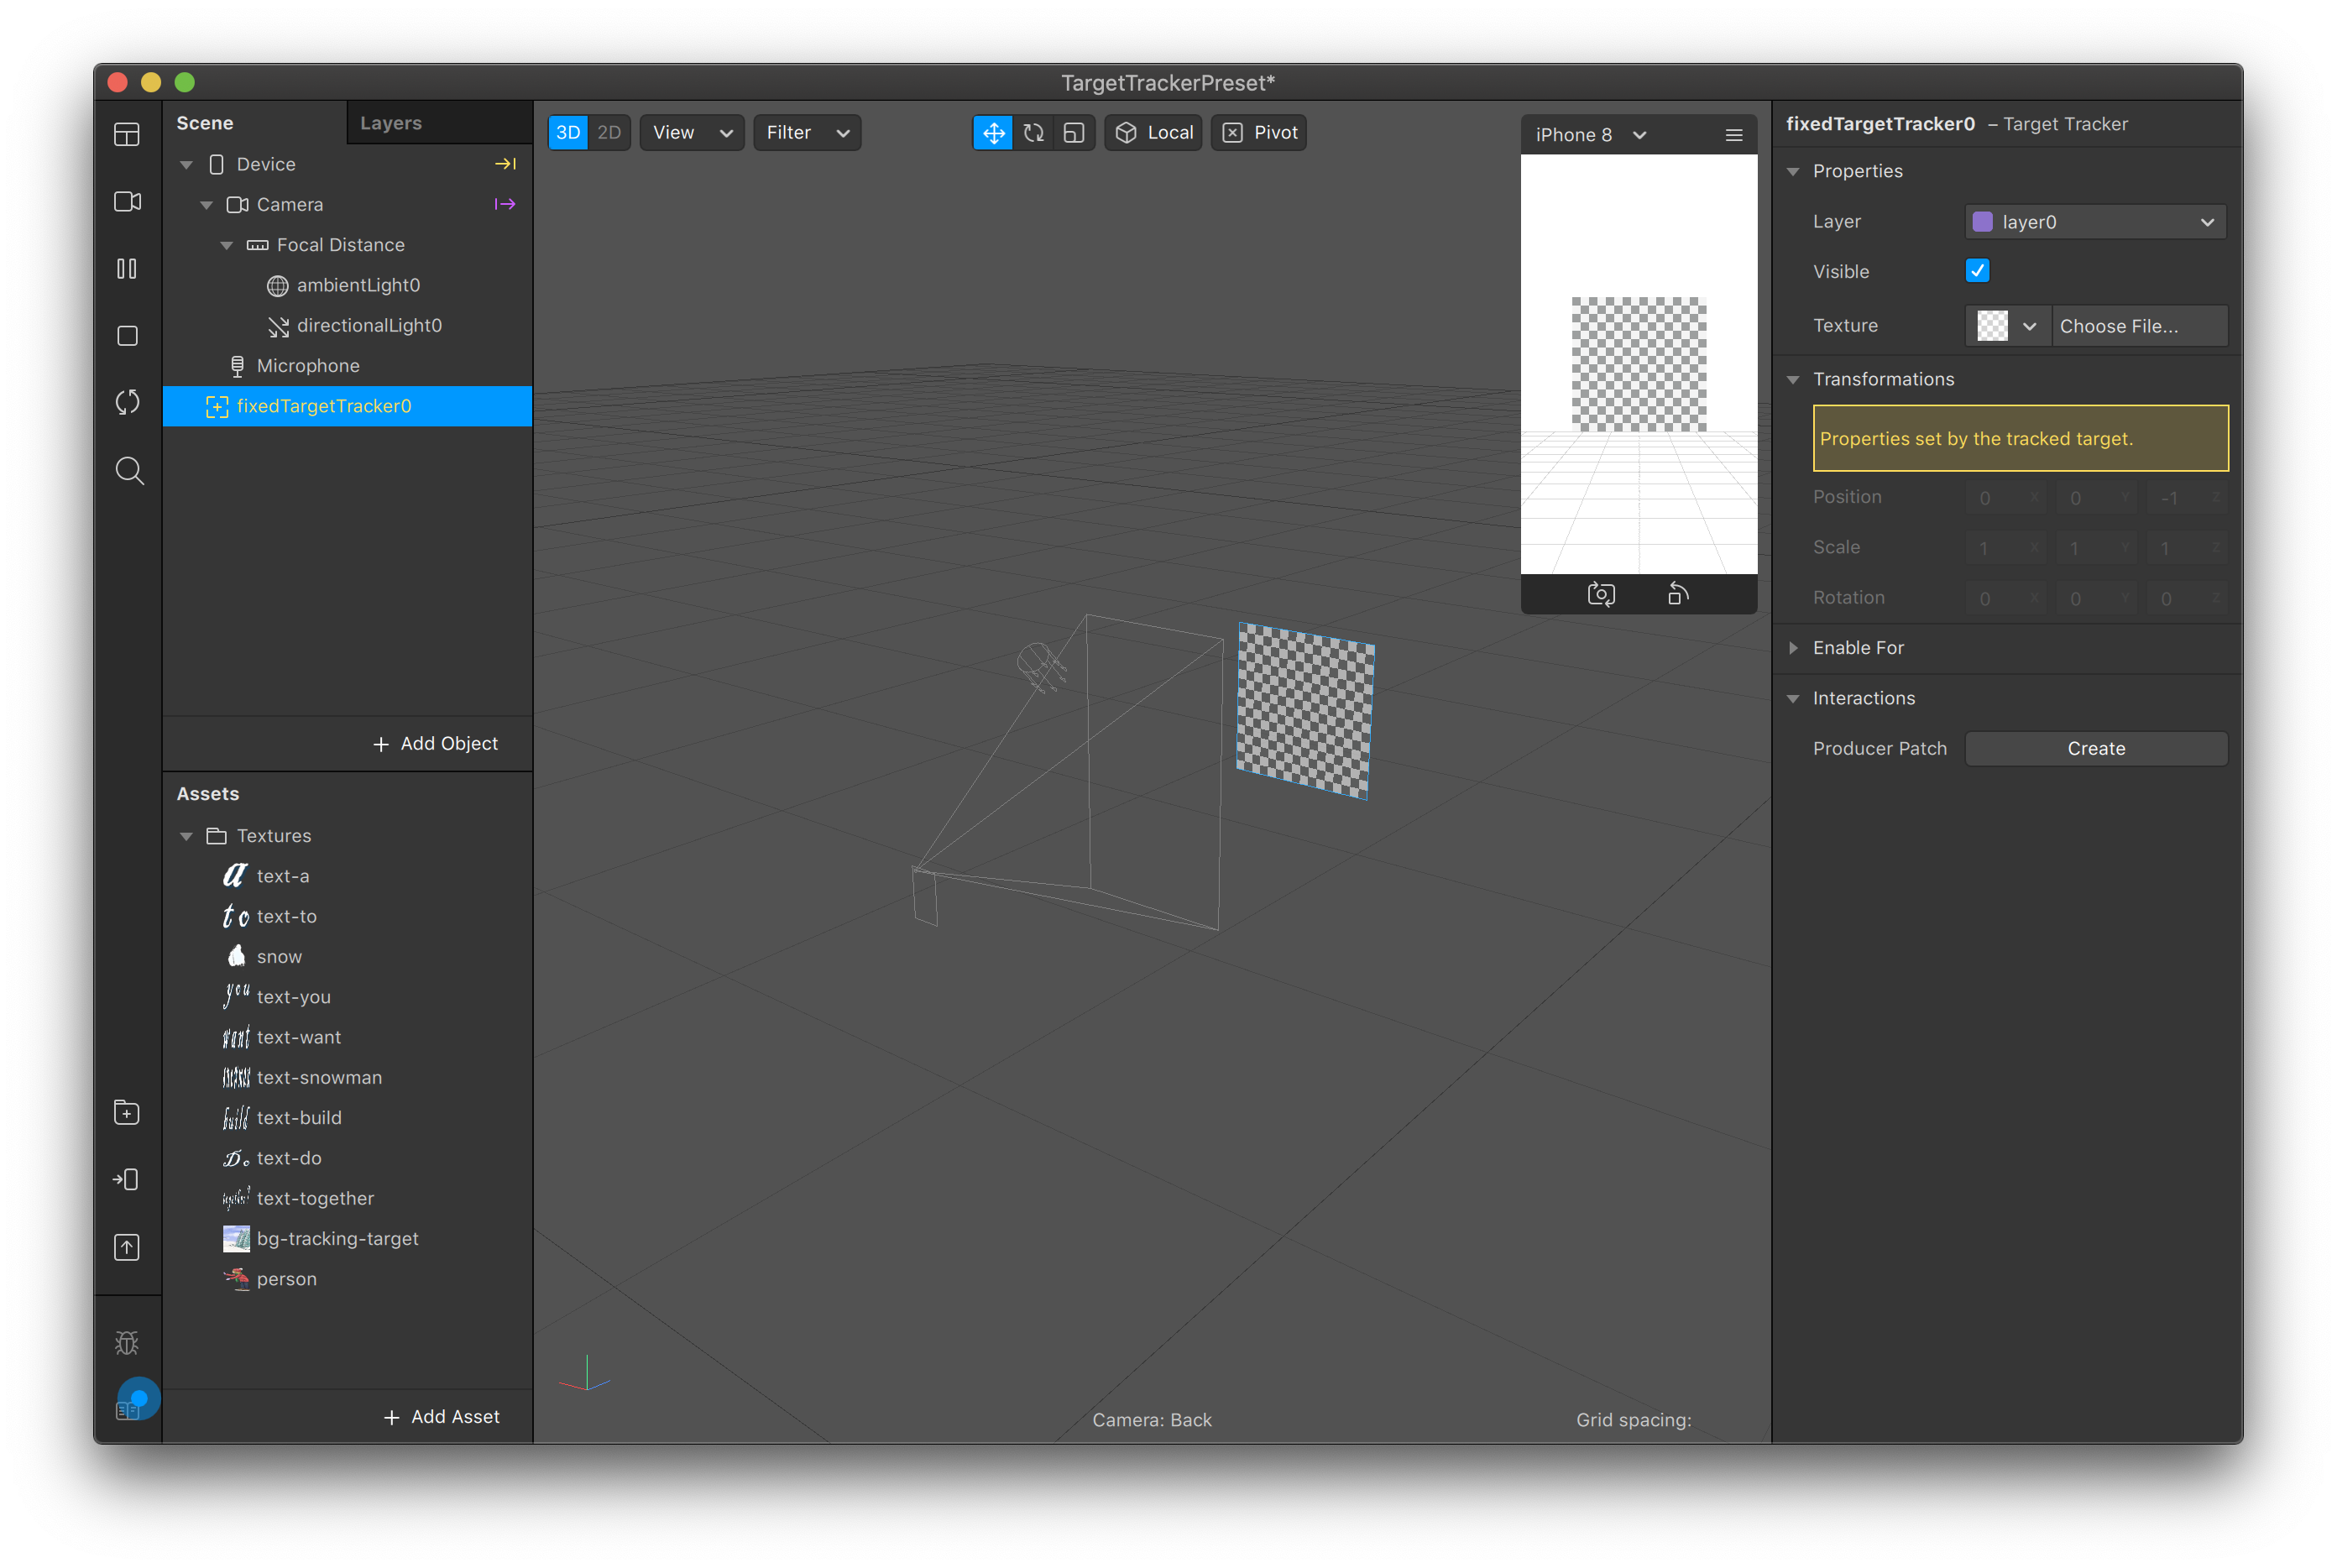 TargetTrackerPreset*
Scene
Layers
Device
Camera
Focal Distance
ambientLight0
directionalLight0
Microphone
fixedTargetTracker0
+ Add Object
Assets
Textures
text-a
text-to
snow
text-you
text-want
text-snowman
text-build
text-do
text-together
bg-tracking-target
person
+ Add Asset
3D 2D View Filter Local Pivot
iPhone 8
Camera: Back
Grid spacing:
fixedTargetTracker0 – Target Tracker
Properties
Layer layer0
Visible
Texture Choose File...
Transformations
Properties set by the tracked target.
Position 0 X 0 Y -1 Z
Scale 1 X 1 Y 1 Z
Rotation 0 X 0 Y 0 Z
Enable For
Interactions
Producer Patch Create